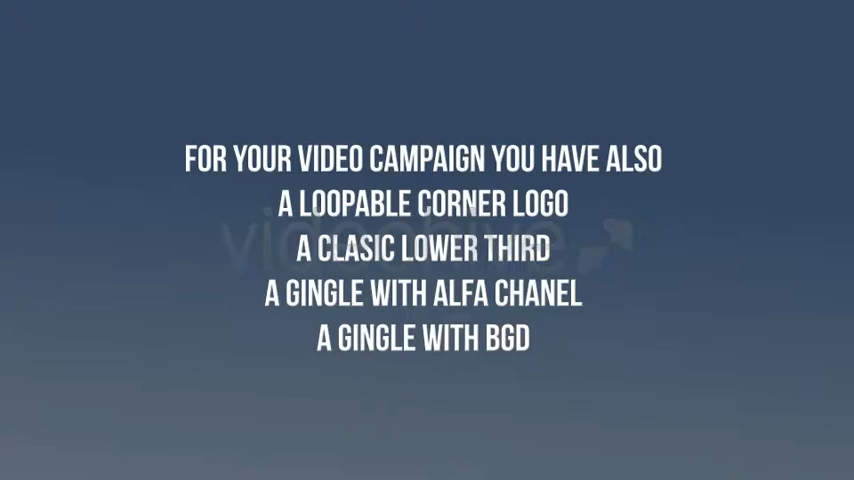 FOR YOUR VIDEO CAMPAIGN YOU HAVE ALSO
A LOOPABLE CORNER LOGO
videohive
A CLASIC LOWER THIRD
A GINGLE WITH ALFA CHANEL
A GINGLE WITH BGD